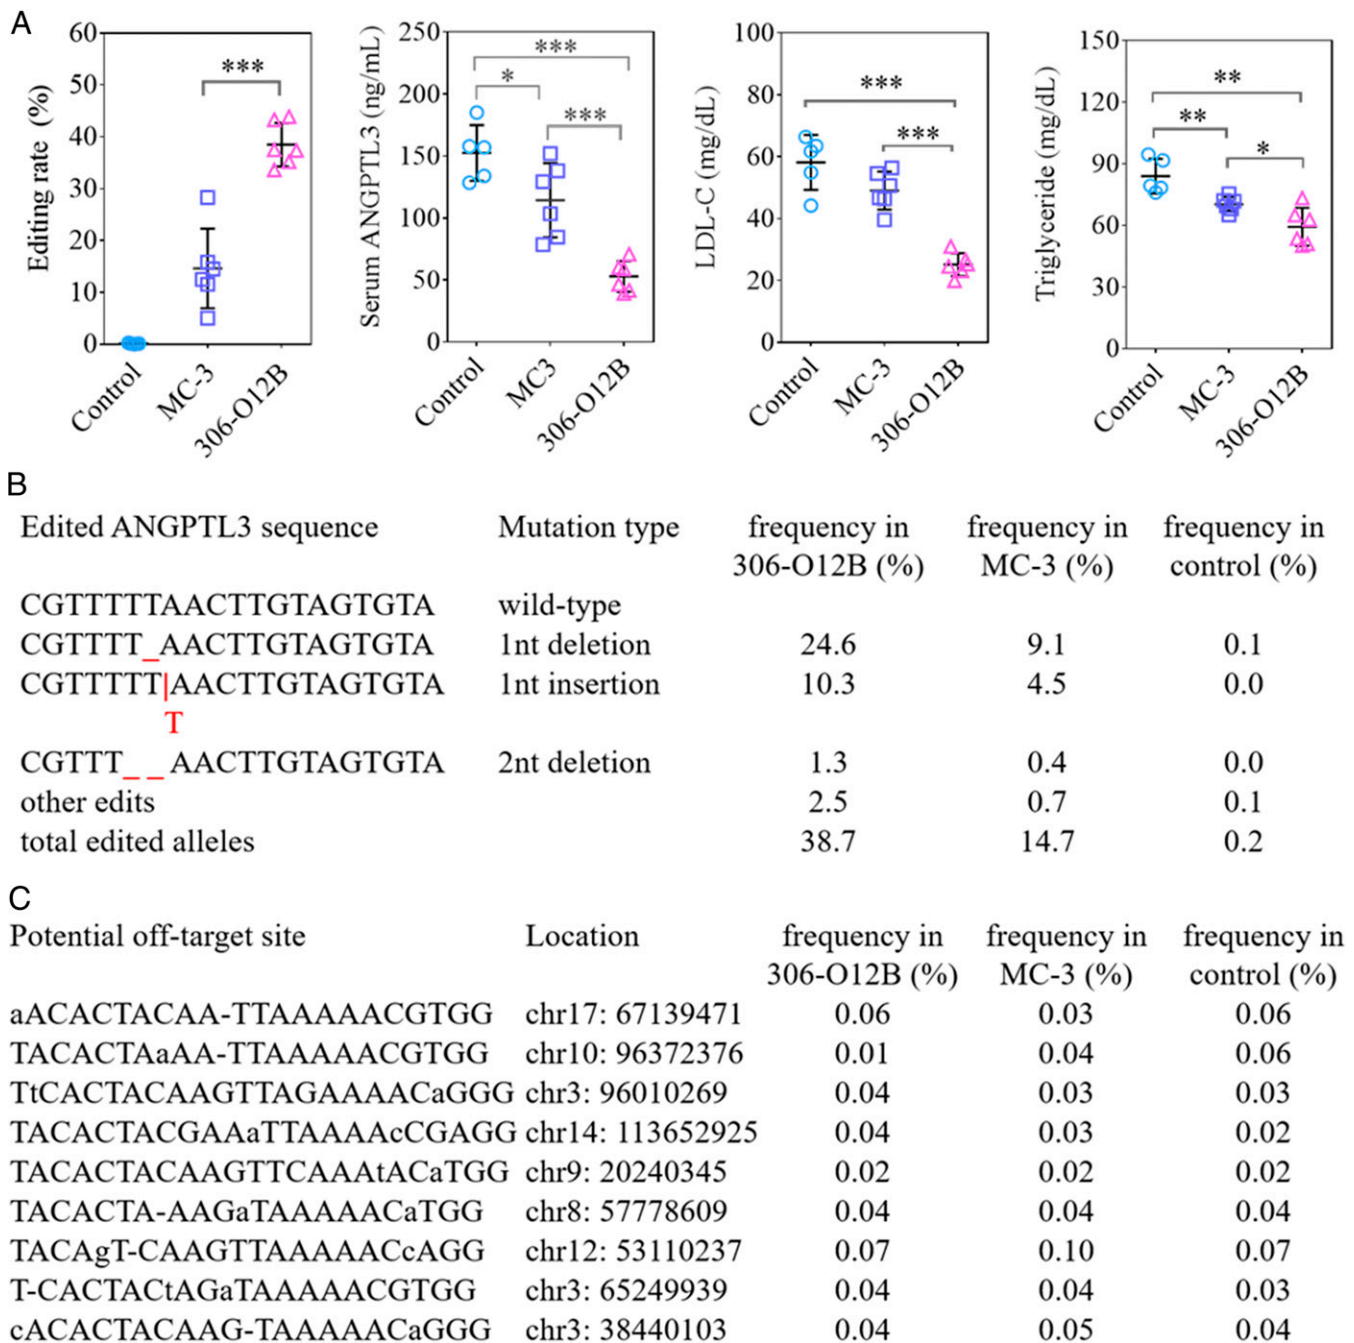 A
Editing rate (%)
60
50
40
30
20
10
0
***
Control
MC-3
306-O12B
Serum ANGPTL3 (ng/mL)
250
200
150
100
50
0
***
*
***
Control
MC3
306-O12B
LDL-C (mg/dL)
100
80
60
40
20
0
***
***
Control
MC-3
306-O12B
Triglyceride (mg/dL)
150
120
90
60
30
0
**
**
*
Control
MC-3
306-O12B
B
Edited ANGPTL3 sequence Mutation type frequency in frequency in frequency in
306-O12B (%) MC-3 (%) control (%)
CGTTTTTAACTTGTAGTGTA wild-type
CGTTTT_AACTTGTAGTGTA 1nt deletion 24.6 9.1 0.1
CGTTTTT|AACTTGTAGTGTA 1nt insertion 10.3 4.5 0.0
T
CGTTT_ _ AACTTGTAGTGTA 2nt deletion 1.3 0.4 0.0
other edits 2.5 0.7 0.1
total edited alleles 38.7 14.7 0.2
C
Potential off-target site Location frequency in frequency in frequency in
306-O12B (%) MC-3 (%) control (%)
aACACTACAA-TTAAAAACGTGG chr17: 67139471 0.06 0.03 0.06
TACACTAaAA-TTAAAAACGTGG chr10: 96372376 0.01 0.04 0.06
TtCACTACAAGTTAGAAAACaGGG chr3: 96010269 0.04 0.03 0.03
TACACTACGAAaTTAAAAcCGAGG chr14: 113652925 0.04 0.03 0.02
TACACTACAAGTTCAAAtACaTGG chr9: 20240345 0.02 0.02 0.02
TACACTA-AAGaTAAAAACaTGG chr8: 57778609 0.04 0.04 0.04
TACAgT-CAAGTTAAAAACcAGG chr12: 53110237 0.07 0.10 0.07
T-CACTACtAGaTAAAAACGTGG chr3: 65249939 0.04 0.04 0.03
cACACTACAAG-TAAAAACaGGG chr3: 38440103 0.04 0.05 0.04